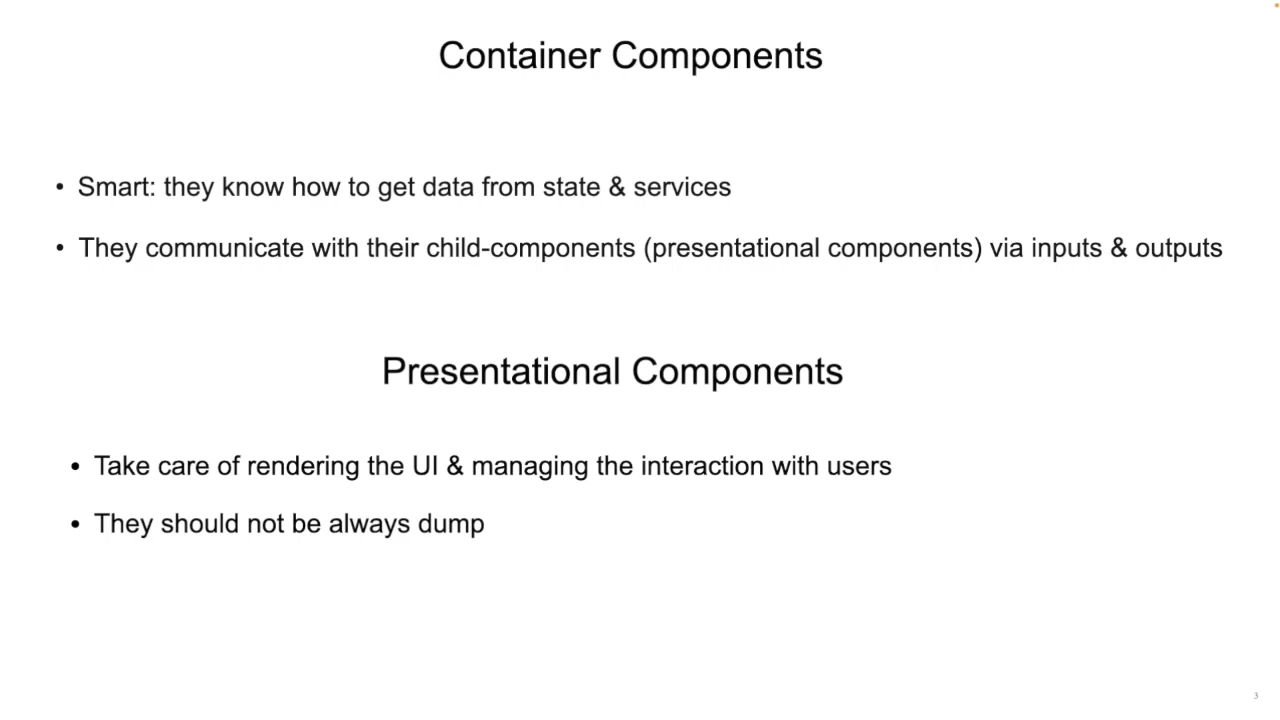 Container Components
• Smart: they know how to get data from state & services
• They communicate with their child-components (presentational components) via inputs & outputs
Presentational Components
• Take care of rendering the UI & managing the interaction with users
• They should not be always dump
3